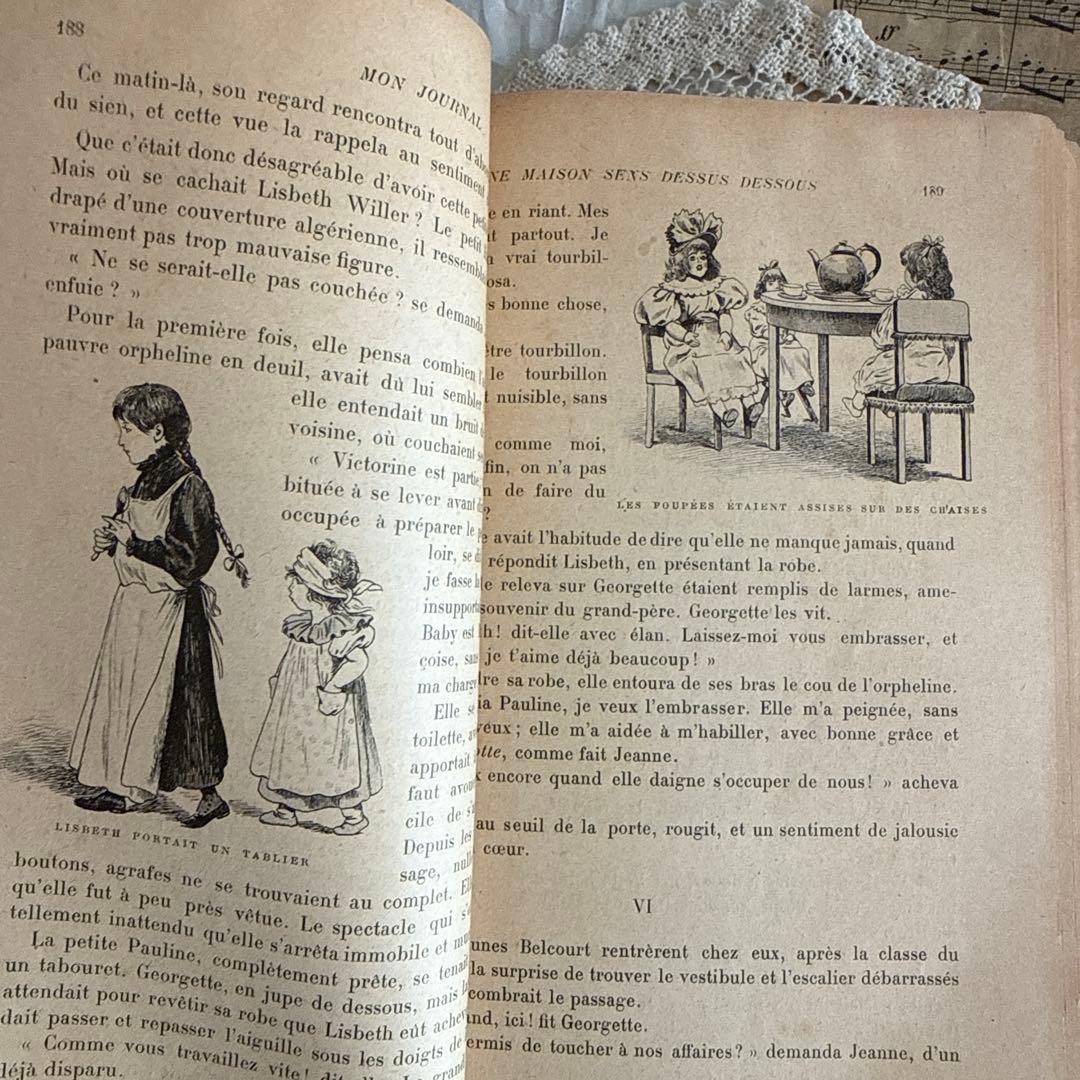 188
MON JOURNAL
Ce matin-là, son regard rencontra tout
du sien, et cette vue la rappela au sentiment
Que c'était donc désagréable d'avoir cette
Mais où se cachait Lisbeth Willer ? Le petit
drapé d'une couverture algérienne, il
vraiment pas trop mauvaise figure.
« Ne se serait-elle pas couchée ? se demanda
enfuie ? »
Pour la première fois, elle pensa combien
pauvre orpheline en deuil, avait dû lui
elle entendait un bruit
voisine, où couchaient
« Victorine est
bituée à se lever avant
occupée à préparer le
loir, se
je fasse
Baby est
çoise,
ma
Elle
toilette,
apportait
faut
cile de
Depuis les
sage,
LISBETH PORTAIT UN TABLIER
boutons, agrafes ne se trouvaient au complet.
qu'elle fut à peu près vêtue. Le spectacle qui
tellement inattendu qu'elle s'arrêta immobile et
La petite Pauline, complètement prête, se
un tabouret. Georgette, en jupe de dessous, mais
attendait pour revêtir sa robe que Lisbeth eût
dait passer et repasser l'aiguille sous les doigts de
« Comme vous travaillez vite !
déjà disparu.
MAISON SENS DESSUS DESSOUS
189
en riant. Mes
partout. Je
vrai tourbil-
bonne chose,
tourbillon.
le tourbillon
nuisible, sans
comme moi,
on n'a pas
de faire du
?
LES POUPÉES ÉTAIENT ASSISES SUR DES CHAISES
avait l'habitude de dire qu'elle ne manque jamais, quand
répondit Lisbeth, en présentant la robe.
releva sur Georgette étaient remplis de larmes, ame-
souvenir du grand-père. Georgette les vit.
! dit-elle avec élan. Laissez-moi vous embrasser, et
je t'aime déjà beaucoup ! »
sa robe, elle entoura de ses bras le cou de l'orpheline.
Pauline, je veux l'embrasser. Elle m'a peignée, sans
; elle m'a aidée à m'habiller, avec bonne grâce et
comme fait Jeanne.
encore quand elle daigne s'occuper de nous ! » acheva
au seuil de la porte, rougit, et un sentiment de jalousie
cœur.
VI
Belcourt rentrèrent chez eux, après la classe du
la surprise de trouver le vestibule et l'escalier débarrassés
le passage.
ici ! fit Georgette.
de toucher à nos affaires ? » demanda Jeanne, d'un